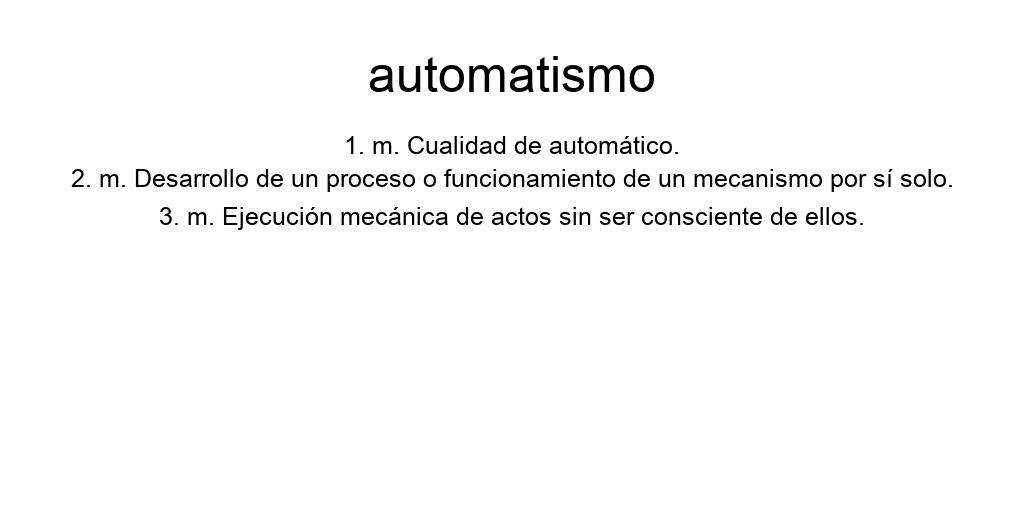 automatismo
1. m. Cualidad de automático.
2. m. Desarrollo de un proceso o funcionamiento de un mecanismo por sí solo.
3. m. Ejecución mecánica de actos sin ser consciente de ellos.